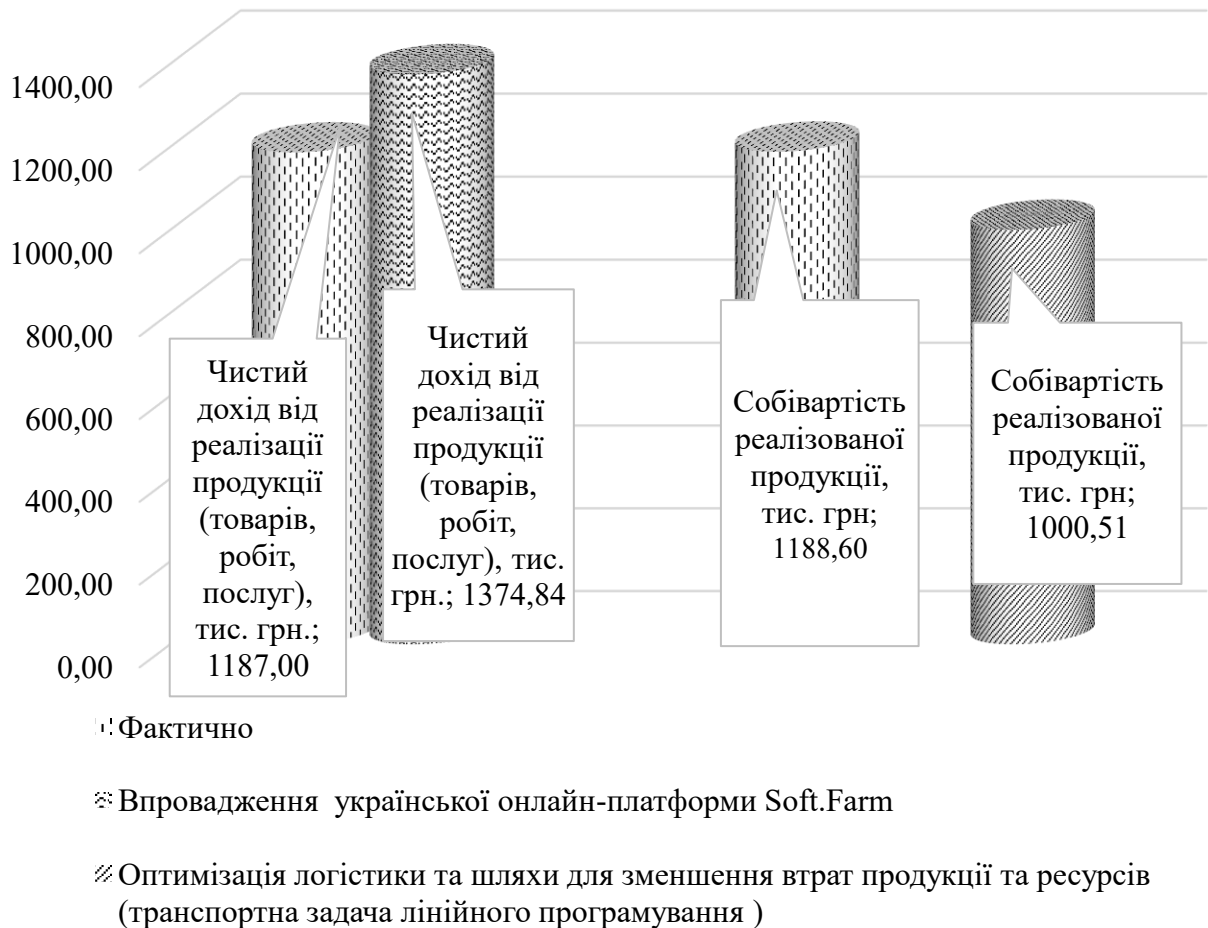 1400,00
1200,00
1000,00
800,00
600,00
400,00
200,00
0,00
Чистий
дохід від
реалізації
продукції
(товарів,
робіт,
послуг),
тис. грн.;
1187,00
Чистий
дохід від
реалізації
продукції
(товарів,
робіт,
послуг), тис.
грн.; 1374,84
Собівартість
реалізованої
продукції,
тис. грн;
1188,60
Собівартість
реалізованої
продукції,
тис. грн;
1000,51
Фактично
Впровадження української онлайн-платформи Soft.Farm
Оптимізація логістики та шляхи для зменшення втрат продукції та ресурсів
(транспортна задача лінійного програмування )